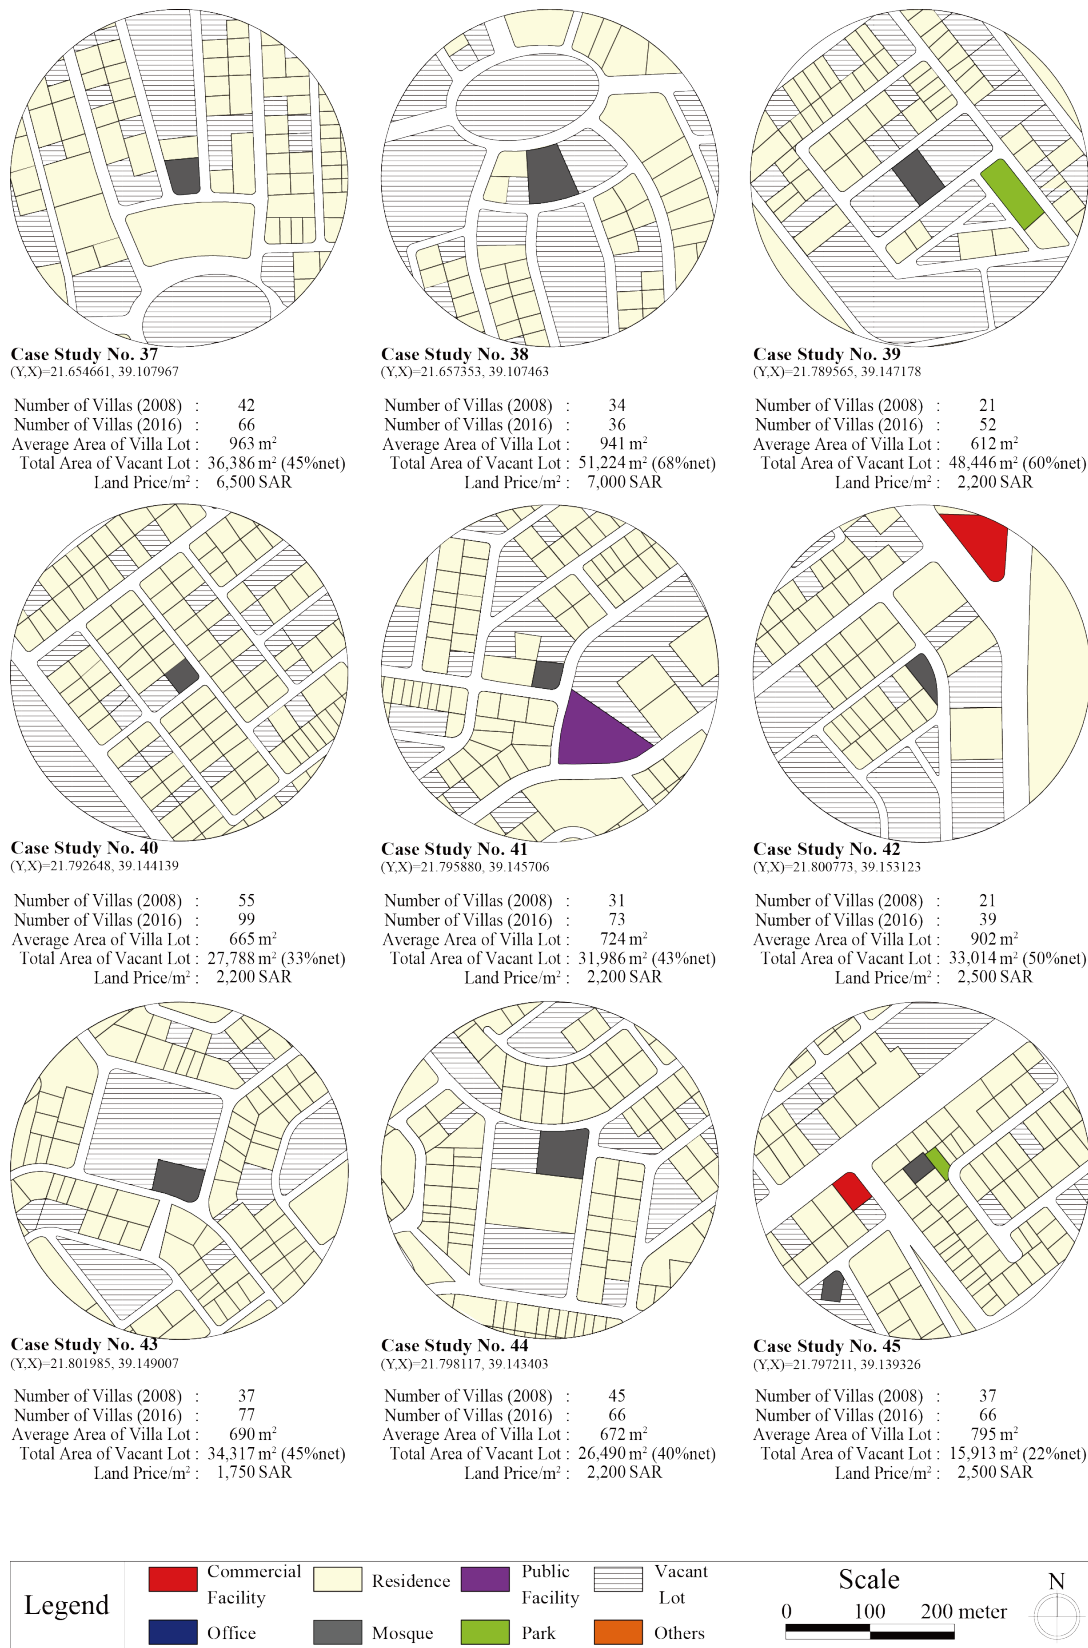 Case Study No. 37
(Y,X)=21.654661, 39.107967
Number of Villas (2008) : 42
Number of Villas (2016) : 66
Average Area of Villa Lot : 963 m²
Total Area of Vacant Lot : 36,386 m² (45%net)
Land Price/m² : 6,500 SAR
Case Study No. 38
(Y,X)=21.657353, 39.107463
Number of Villas (2008) : 34
Number of Villas (2016) : 36
Average Area of Villa Lot : 941 m²
Total Area of Vacant Lot : 51,224 m² (68%net)
Land Price/m² : 7,000 SAR
Case Study No. 39
(Y,X)=21.789565, 39.147178
Number of Villas (2008) : 21
Number of Villas (2016) : 52
Average Area of Villa Lot : 612 m²
Total Area of Vacant Lot : 48,446 m² (60%net)
Land Price/m² : 2,200 SAR
Case Study No. 40
(Y,X)=21.792648, 39.144139
Number of Villas (2008) : 55
Number of Villas (2016) : 99
Average Area of Villa Lot : 665 m²
Total Area of Vacant Lot : 27,788 m² (33%net)
Land Price/m² : 2,200 SAR
Case Study No. 41
(Y,X)=21.795880, 39.145706
Number of Villas (2008) : 31
Number of Villas (2016) : 73
Average Area of Villa Lot : 724 m²
Total Area of Vacant Lot : 31,986 m² (43%net)
Land Price/m² : 2,200 SAR
Case Study No. 42
(Y,X)=21.800773, 39.153123
Number of Villas (2008) : 21
Number of Villas (2016) : 39
Average Area of Villa Lot : 902 m²
Total Area of Vacant Lot : 33,014 m² (50%net)
Land Price/m² : 2,500 SAR
Case Study No. 43
(Y,X)=21.801985, 39.149007
Number of Villas (2008) : 37
Number of Villas (2016) : 77
Average Area of Villa Lot : 690 m²
Total Area of Vacant Lot : 34,317 m² (45%net)
Land Price/m² : 1,750 SAR
Case Study No. 44
(Y,X)=21.798117, 39.143403
Number of Villas (2008) : 45
Number of Villas (2016) : 66
Average Area of Villa Lot : 672 m²
Total Area of Vacant Lot : 26,490 m² (40%net)
Land Price/m² : 2,200 SAR
Case Study No. 45
(Y,X)=21.797211, 39.139326
Number of Villas (2008) : 37
Number of Villas (2016) : 66
Average Area of Villa Lot : 795 m²
Total Area of Vacant Lot : 15,913 m² (22%net)
Land Price/m² : 2,500 SAR
Legend
Commercial
Facility
Residence
Public
Facility
Vacant
Lot
Office
Mosque
Park
Others
Scale
0 100 200 meter
N